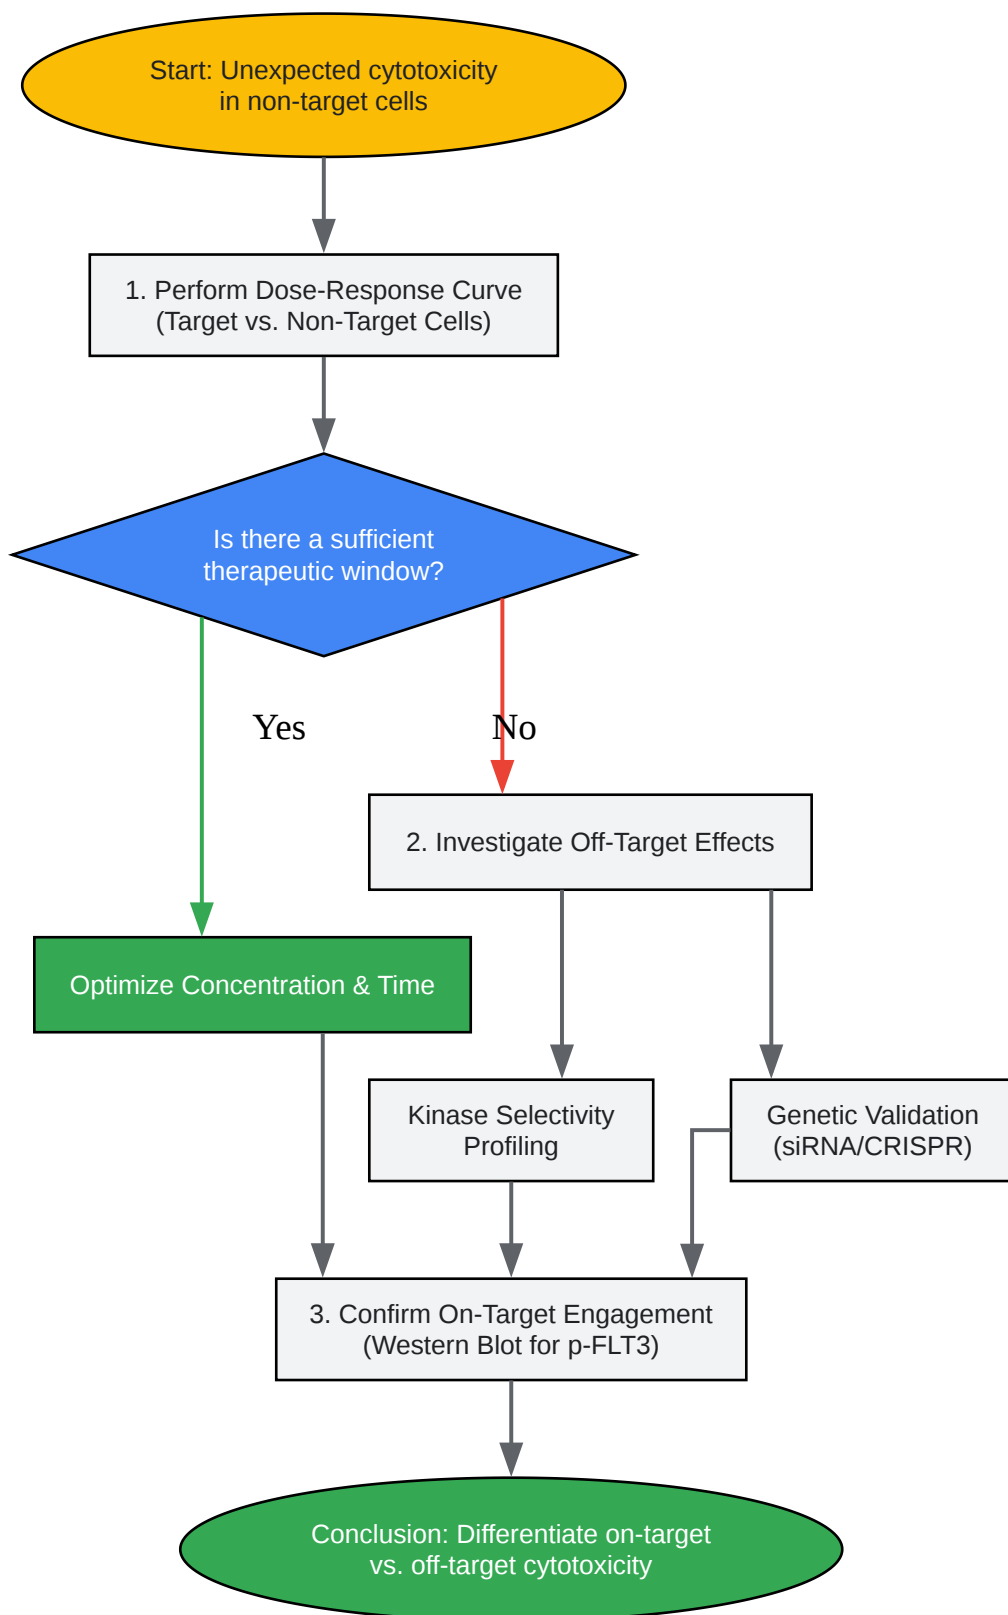 Start: Unexpected cytotoxicity
in non-target cells
1. Perform Dose-Response Curve
(Target vs. Non-Target Cells)
Is there a sufficient
therapeutic window?
Yes
No
2. Investigate Off-Target Effects
Optimize Concentration & Time
Kinase Selectivity
Profiling
Genetic Validation
(siRNA/CRISPR)
3. Confirm On-Target Engagement
(Western Blot for p-FLT3)
Conclusion: Differentiate on-target
vs. off-target cytotoxicity